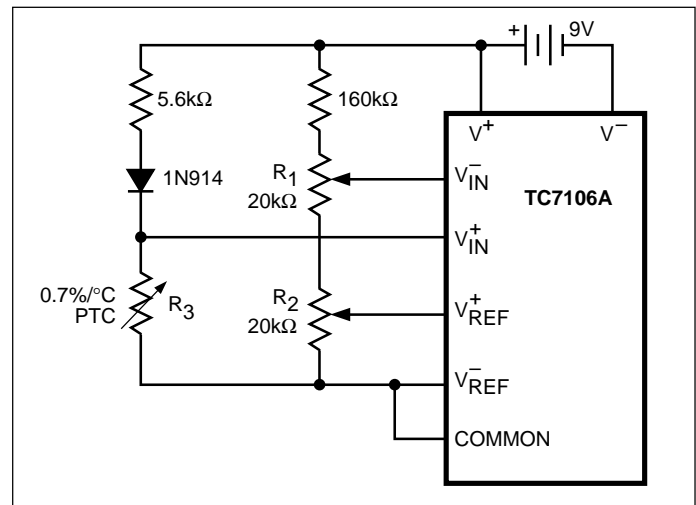 + 9V
5.6kΩ
160kΩ
V+ V–
R1
20kΩ
V–IN
1N914
TC7106A
V+IN
0.7%/°C
PTC
R3
R2
20kΩ
V+REF
V–REF
COMMON